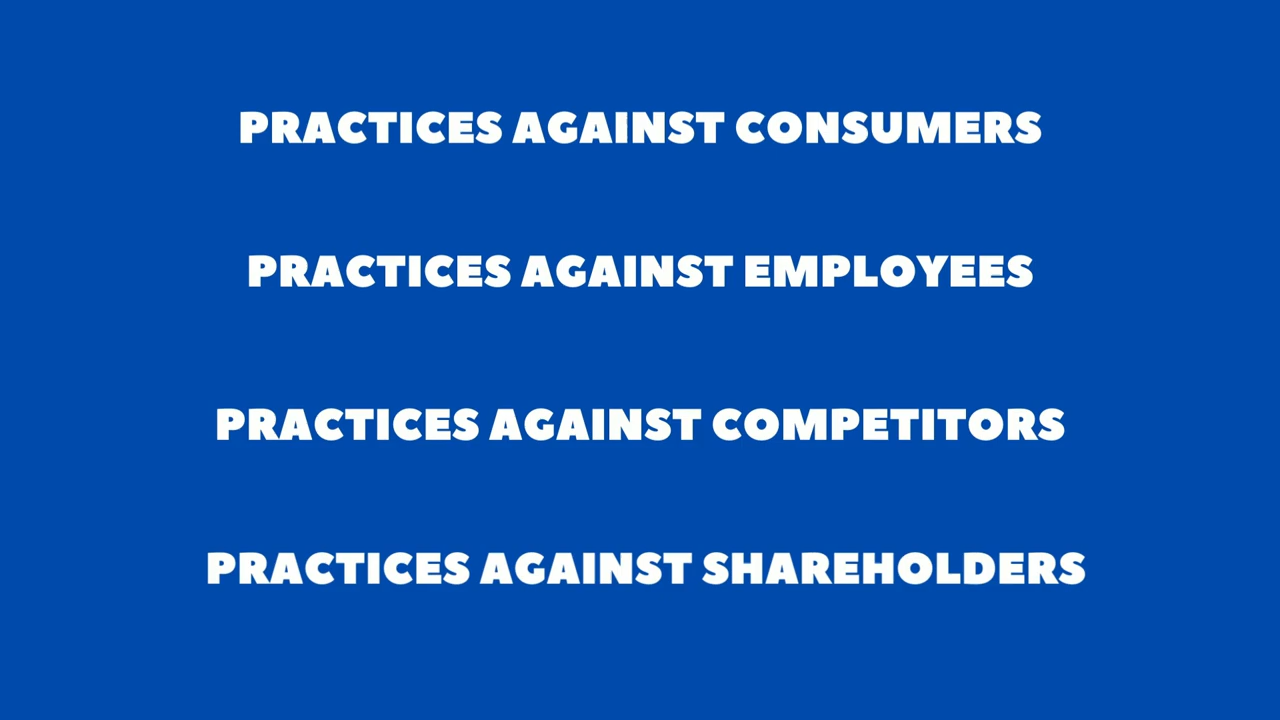 PRACTICES AGAINST CONSUMERS
PRACTICES AGAINST EMPLOYEES
PRACTICES AGAINST COMPETITORS
PRACTICES AGAINST SHAREHOLDERS